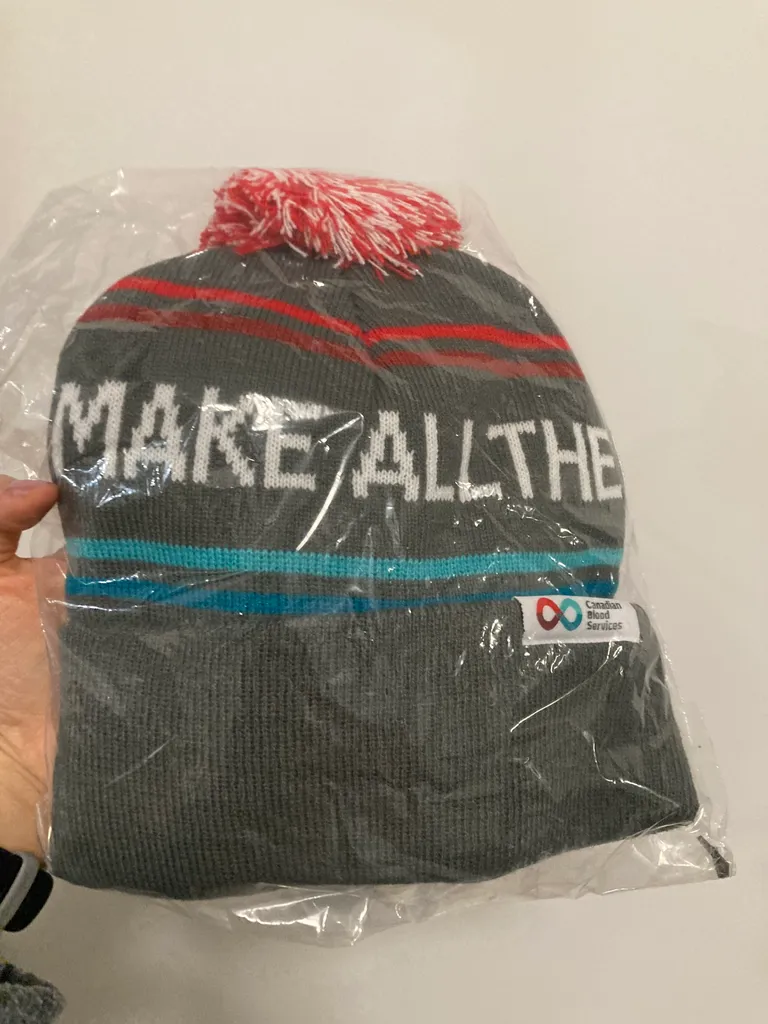 MAKE ALL THE
Canadian
Blood
Services